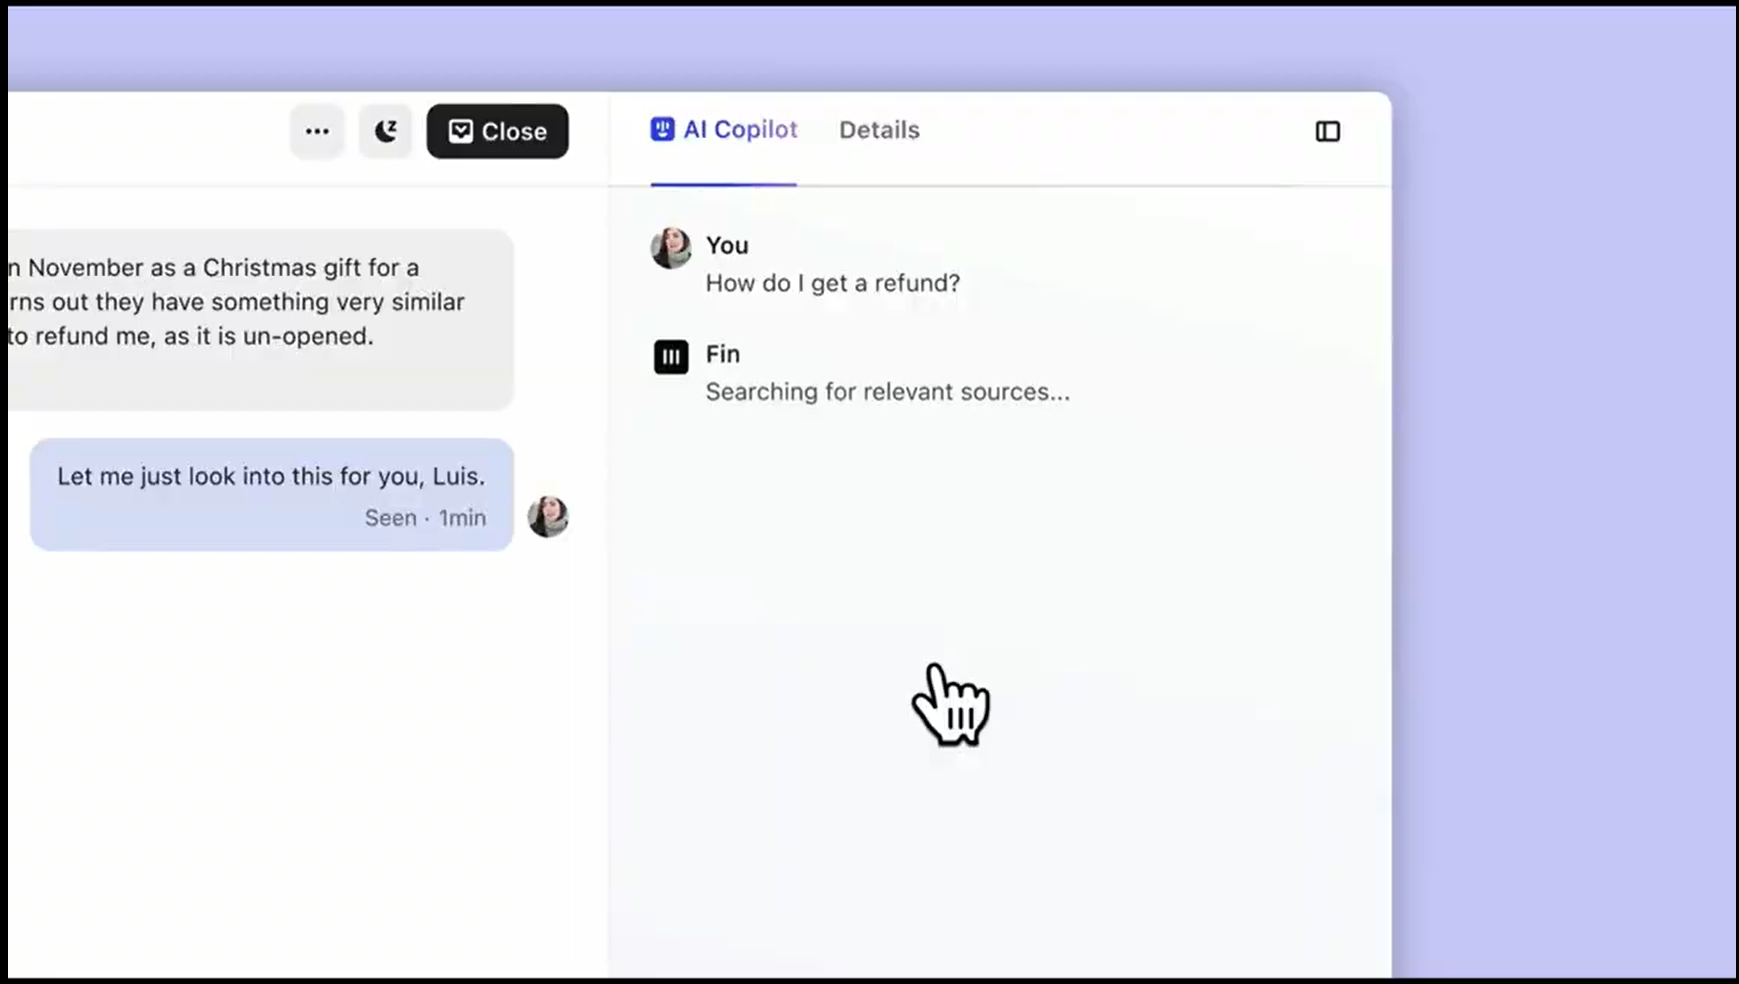 Close
AI Copilot
Details
n November as a Christmas gift for a
rns out they have something very similar
to refund me, as it is un-opened.
Let me just look into this for you, Luis.
Seen · 1min
You
How do I get a refund?
Fin
Searching for relevant sources...